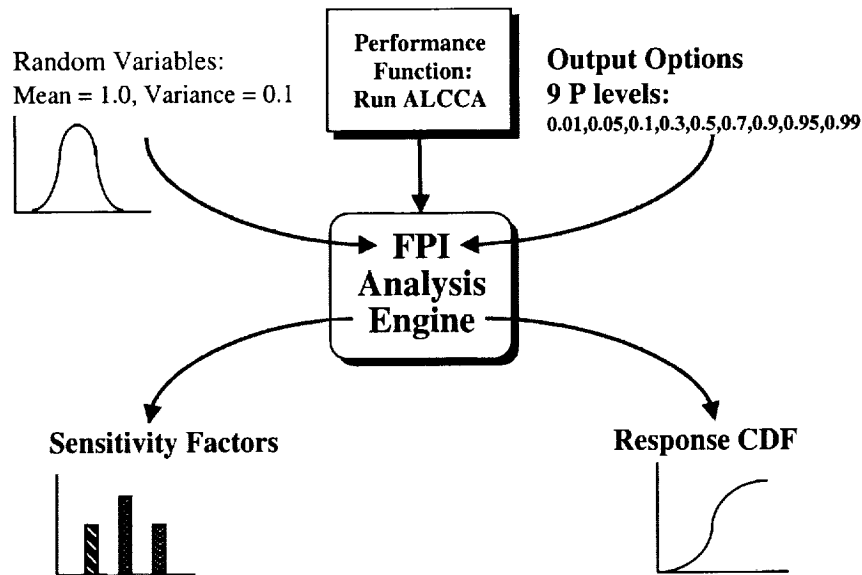 Random Variables:
Mean = 1.0, Variance = 0.1
Performance
Function:
Run ALCCA
Output Options
9 P levels:
0.01,0.05,0.1,0.3,0.5,0.7,0.9,0.95,0.99
FPI
Analysis
Engine
Sensitivity Factors
Response CDF